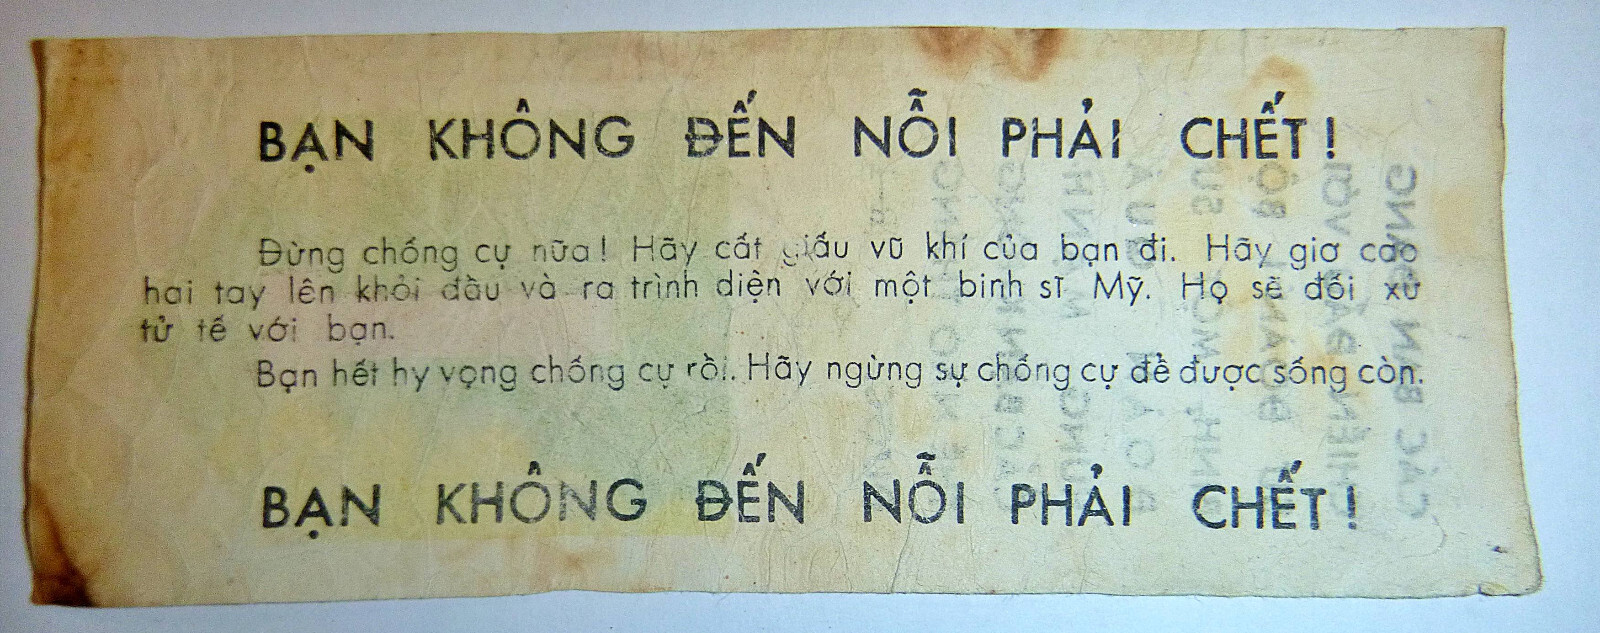 BẠN KHÔNG ĐẾN NỖI PHẢI CHẾT!
Đừng chống cự nữa! Hãy cất giấu vũ khí của bạn đi. Hãy giơ cao
hai tay lên khỏi đầu và ra trình diện với một binh sĩ Mỹ. Họ sẽ đối xử
tử tế với bạn.
Bạn hết hy vọng chống cự rồi. Hãy ngừng sự chống cự để được sống còn.
BẠN KHÔNG ĐẾN NỖI PHẢI CHẾT!